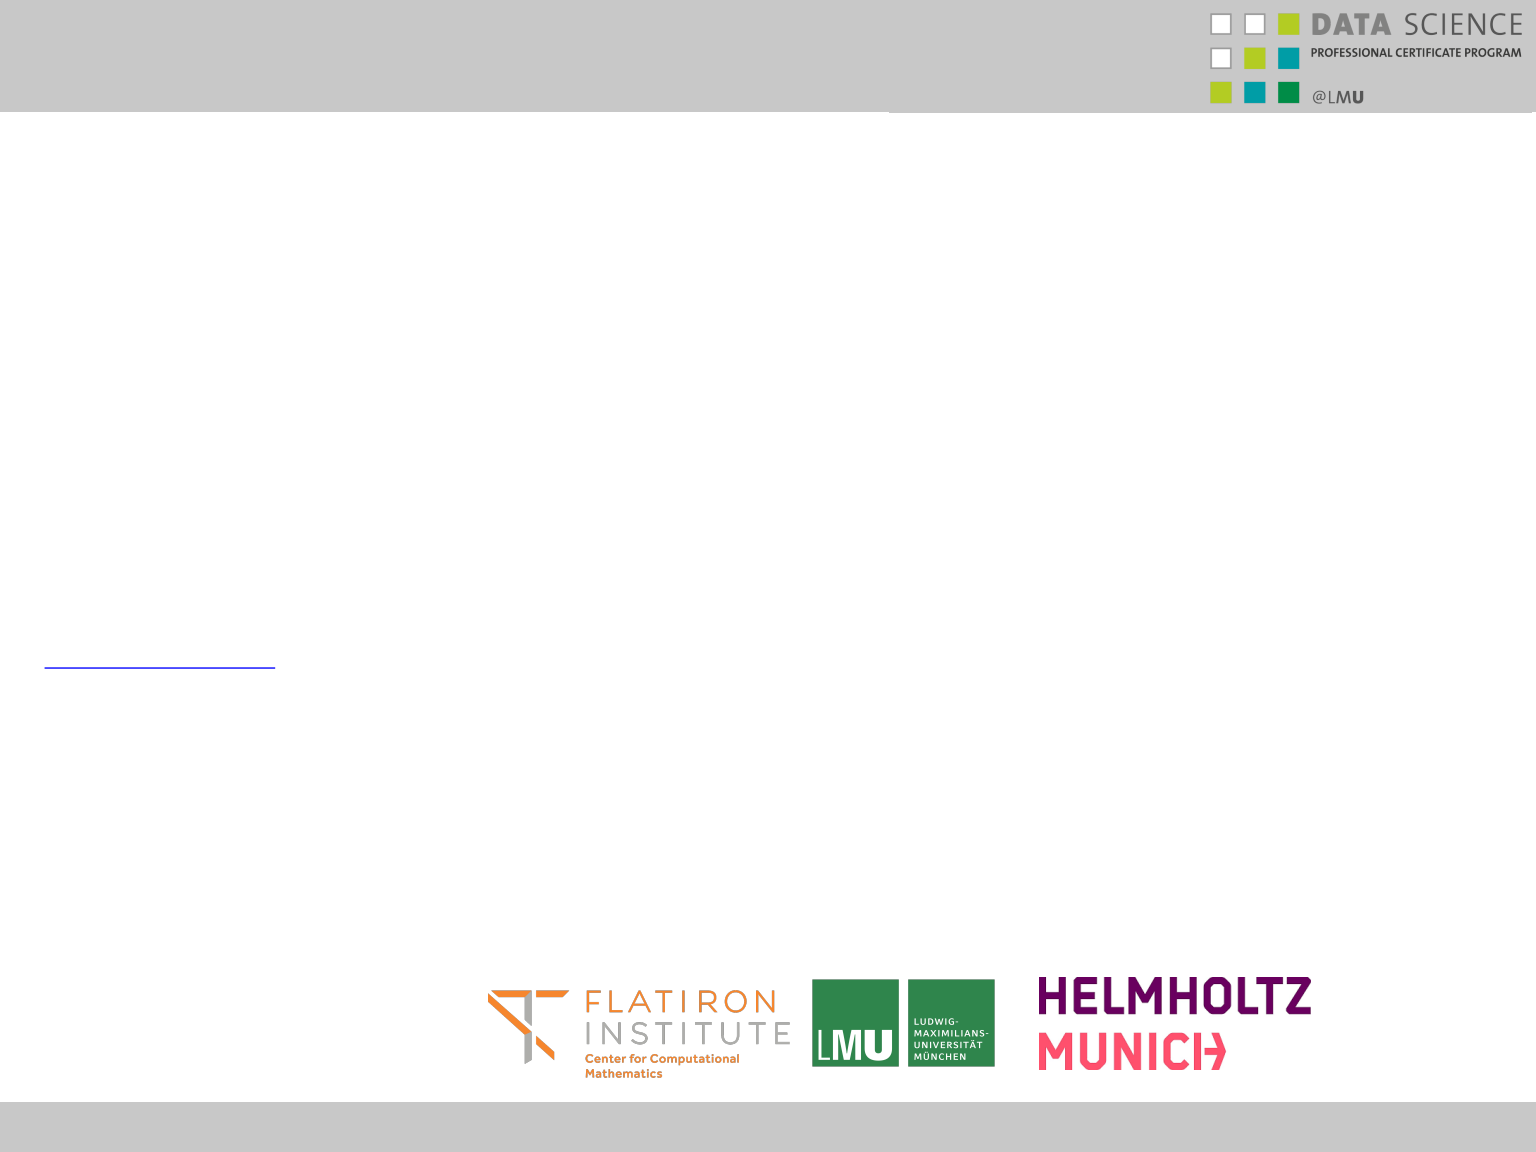 DATA SCIENCE
PROFESSIONAL CERTIFICATE PROGRAM
@LMU
FLATIRON
INSTITUTE
Center for Computational
Mathematics
LMU
LUDWIG-
MAXIMILIANS-
UNIVERSITÄT
MÜNCHEN
HELMHOLTZ
MUNICH